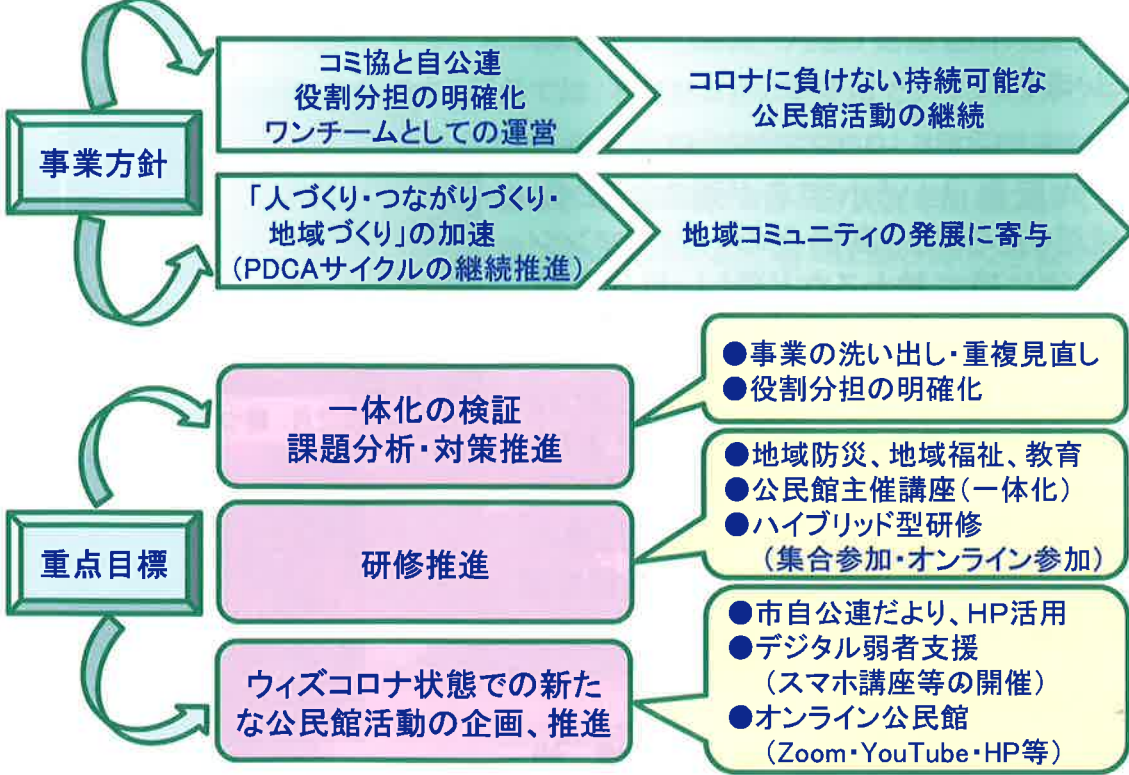 事業方針
コミ協と自公連
役割分担の明確化
ワンチームとしての運営
コロナに負けない持続可能な
公民館活動の継続
「人づくり・つながりづくり・
地域づくり」の加速
(PDCAサイクルの継続推進)
地域コミュニティの発展に寄与
重点目標
一体化の検証
課題分析・対策推進
●事業の洗い出し・重複見直し
●役割分担の明確化
研修推進
●地域防災、地域福祉、教育
●公民館主催講座(一体化)
●ハイブリッド型研修
(集合参加・オンライン参加)
ウィズコロナ状態での新た
な公民館活動の企画、推進
●市自公連だより、HP活用
●デジタル弱者支援
(スマホ講座等の開催)
●オンライン公民館
(Zoom・YouTube・HP等)